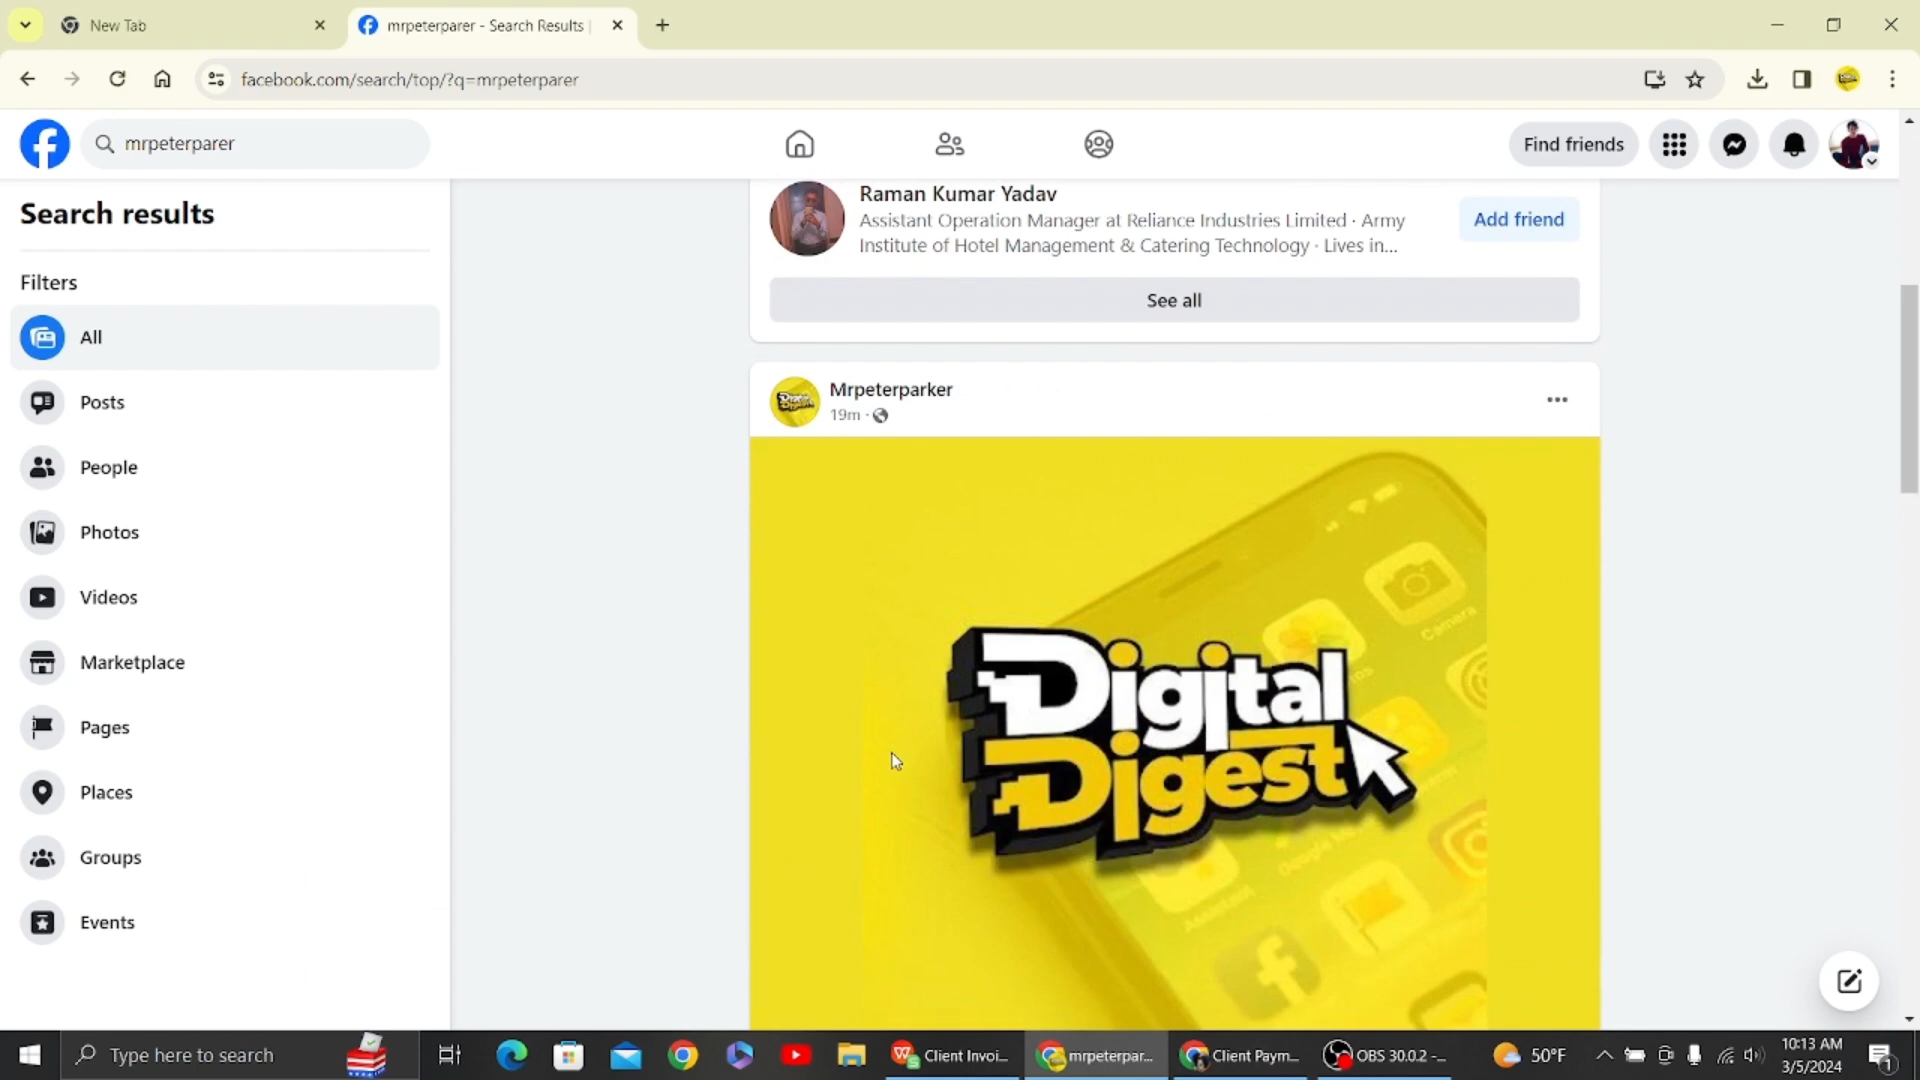 New Tab
mrpeterparer - Search Results |
facebook.com/search/top/?q=mrpeterparer
mrpeterparer
Find friends
Search results
Filters
All
Posts
People
Photos
Videos
Marketplace
Pages
Places
Groups
Events
Raman Kumar Yadav
Assistant Operation Manager at Reliance Industries Limited · Army
Institute of Hotel Management & Catering Technology · Lives in...
Add friend
See all
Mrpeterparker
19m ·
Camera
Digital
Digest
Type here to search
Client Invoi...
mrpeterpar...
Client Paym...
OBS 30.0.2 -...
50°F
10:13 AM
3/5/2024
1